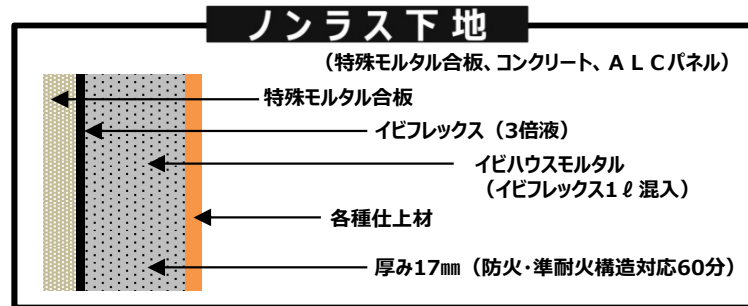 ノンラス下地
（特殊モルタル合板、コンクリート、ＡＬＣパネル）
特殊モルタル合板
イビフレックス（3倍液）
イビハウスモルタル
（イビフレックス1ℓ混入）
各種仕上材
厚み17㎜（防火・準耐火構造対応60分）